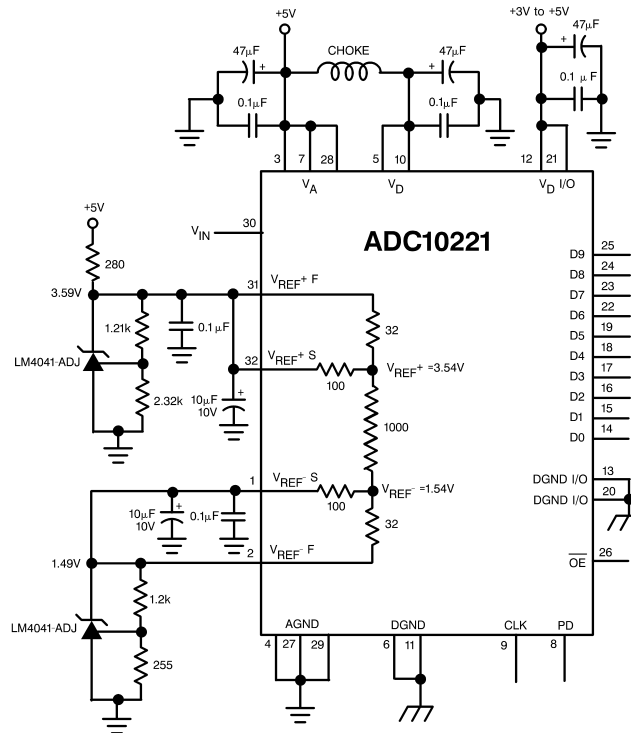 +5V
+3V to +5V
47μF
+
CHOKE
47μF
+
47μF
+
0.1μF
0.1μF
0.1 μ F
3
7
28
5
10
12
21
VA
VD
VD I/O
+5V
VIN
30
ADC10221
280
3.59V
31
VREF+ F
D9
25
D8
24
D7
23
D6
22
D5
19
D4
18
D3
17
D2
16
D1
15
D0
14
1.21k
0.1μF
32
LM4041-ADJ
32
VREF+ S
100
VREF+ =3.54V
2.32k
10μF
10V
+
1000
1
VREF- S
100
VREF- =1.54V
DGND I/O
13
DGND I/O
20
10μF
10V
+
0.1μF
32
1.49V
2
VREF- F
OE
26
1.2k
LM4041-ADJ
255
AGND
DGND
CLK
PD
4
27
29
6
11
9
8